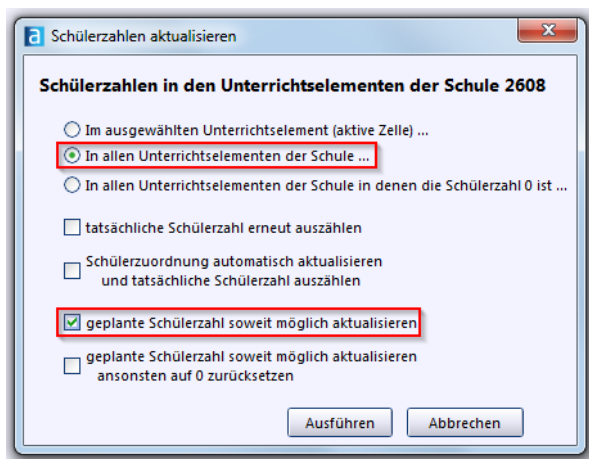 Schülerzahlen aktualisieren
Schülerzahlen in den Unterrichtselementen der Schule 2608
Im ausgewählten Unterrichtselement (aktive Zelle) ...
In allen Unterrichtselementen der Schule ...
In allen Unterrichtselementen der Schule in denen die Schülerzahl 0 ist ...
tatsächliche Schülerzahl erneut auszählen
Schülerzuordnung automatisch aktualisieren
und tatsächliche Schülerzahl auszählen
geplante Schülerzahl soweit möglich aktualisieren
geplante Schülerzahl soweit möglich aktualisieren
ansonsten auf 0 zurücksetzen
Ausführen Abbrechen